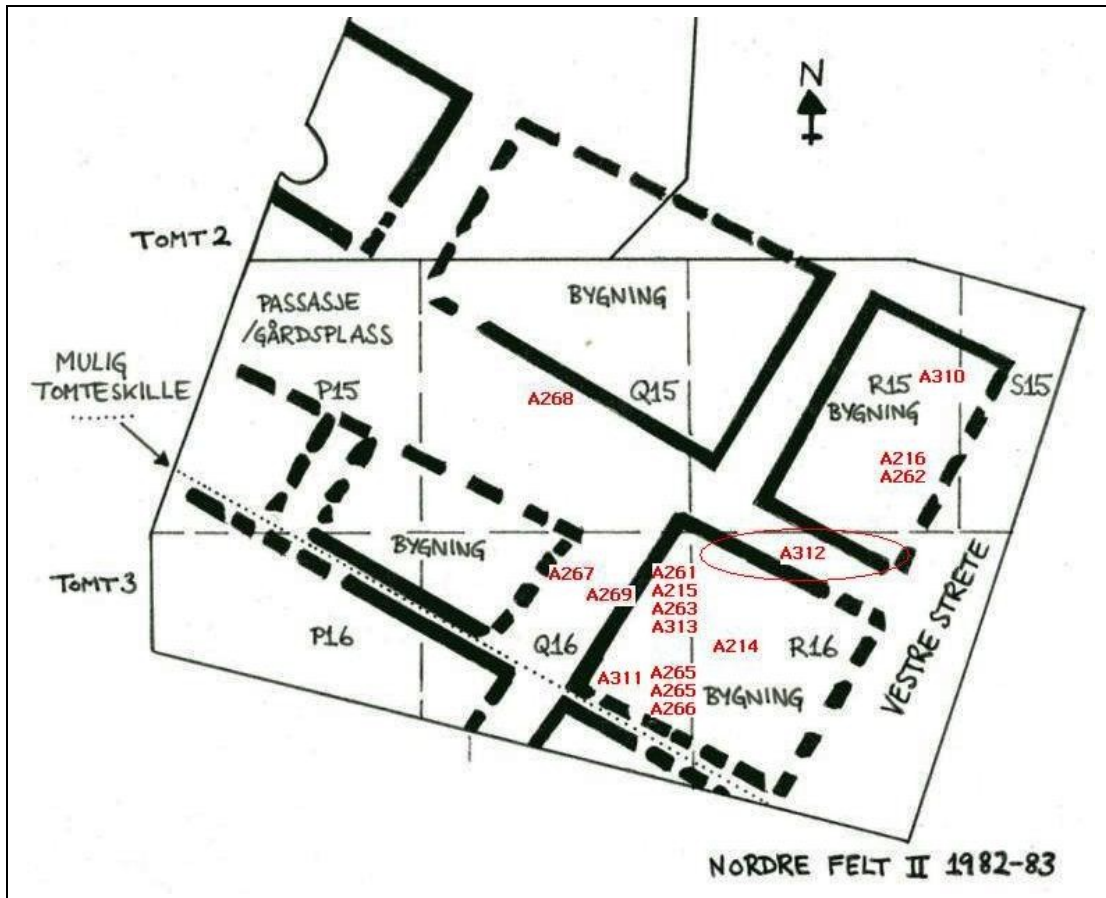 N
TOMT 2
PASSASJE
/GÅRDSPLASS
BYGNING
MULIG
TOMTESKILLE
P15
A268
Q15
R15
A310
S15
BYGNING
A216
A262
BYGNING
A312
TOMT 3
A267
A269
A261
A215
A263
A313
P16
Q16
A214
R16
A311
A265
A265
A266
BYGNING
VESTRE STRETE
NORDRE FELT II 1982-83